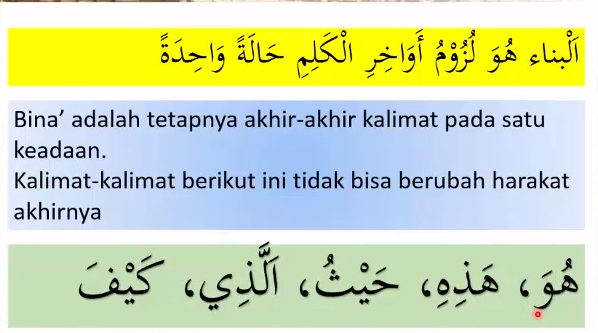 اَلْبناء هُوَ لُزُوْمُ أَوَاخِرِ الْكَلِمِ حَالَةً وَاحِدَةً
Bina’ adalah tetapnya akhir-akhir kalimat pada satu
keadaan.
Kalimat-kalimat berikut ini tidak bisa berubah harakat
akhirnya
هُوَ، هَذِهِ، حَيْثُ، اَلَّذِي، كَيْفَ